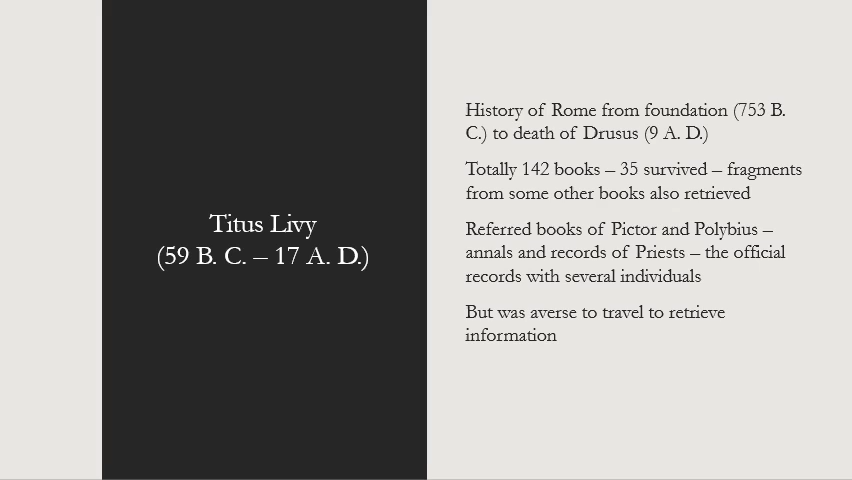 Titus Livy
(59 B. C. – 17 A. D.)
History of Rome from foundation (753 B.
C.) to death of Drusus (9 A. D.)
Totally 142 books – 35 survived – fragments
from some other books also retrieved
Referred books of Pictor and Polybius –
annals and records of Priests – the official
records with several individuals
But was averse to travel to retrieve
information